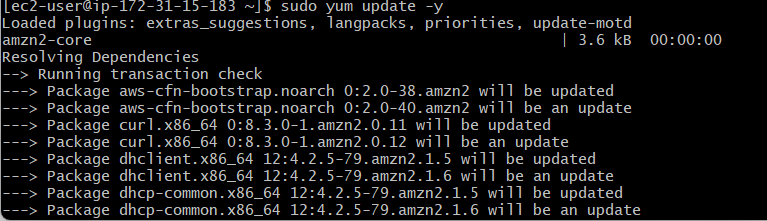 [ec2-user@ip-172-31-15-183 ~]$ sudo yum update -y
Loaded plugins: extras_suggestions, langpacks, priorities, update-motd
amzn2-core                                               | 3.6 kB  00:00:00
Resolving Dependencies
--> Running transaction check
---> Package aws-cfn-bootstrap.noarch 0:2.0-38.amzn2 will be updated
---> Package aws-cfn-bootstrap.noarch 0:2.0-40.amzn2 will be an update
---> Package curl.x86_64 0:8.3.0-1.amzn2.0.11 will be updated
---> Package curl.x86_64 0:8.3.0-1.amzn2.0.12 will be an update
---> Package dhclient.x86_64 12:4.2.5-79.amzn2.1.5 will be updated
---> Package dhclient.x86_64 12:4.2.5-79.amzn2.1.6 will be an update
---> Package dhcp-common.x86_64 12:4.2.5-79.amzn2.1.5 will be updated
---> Package dhcp-common.x86_64 12:4.2.5-79.amzn2.1.6 will be an update